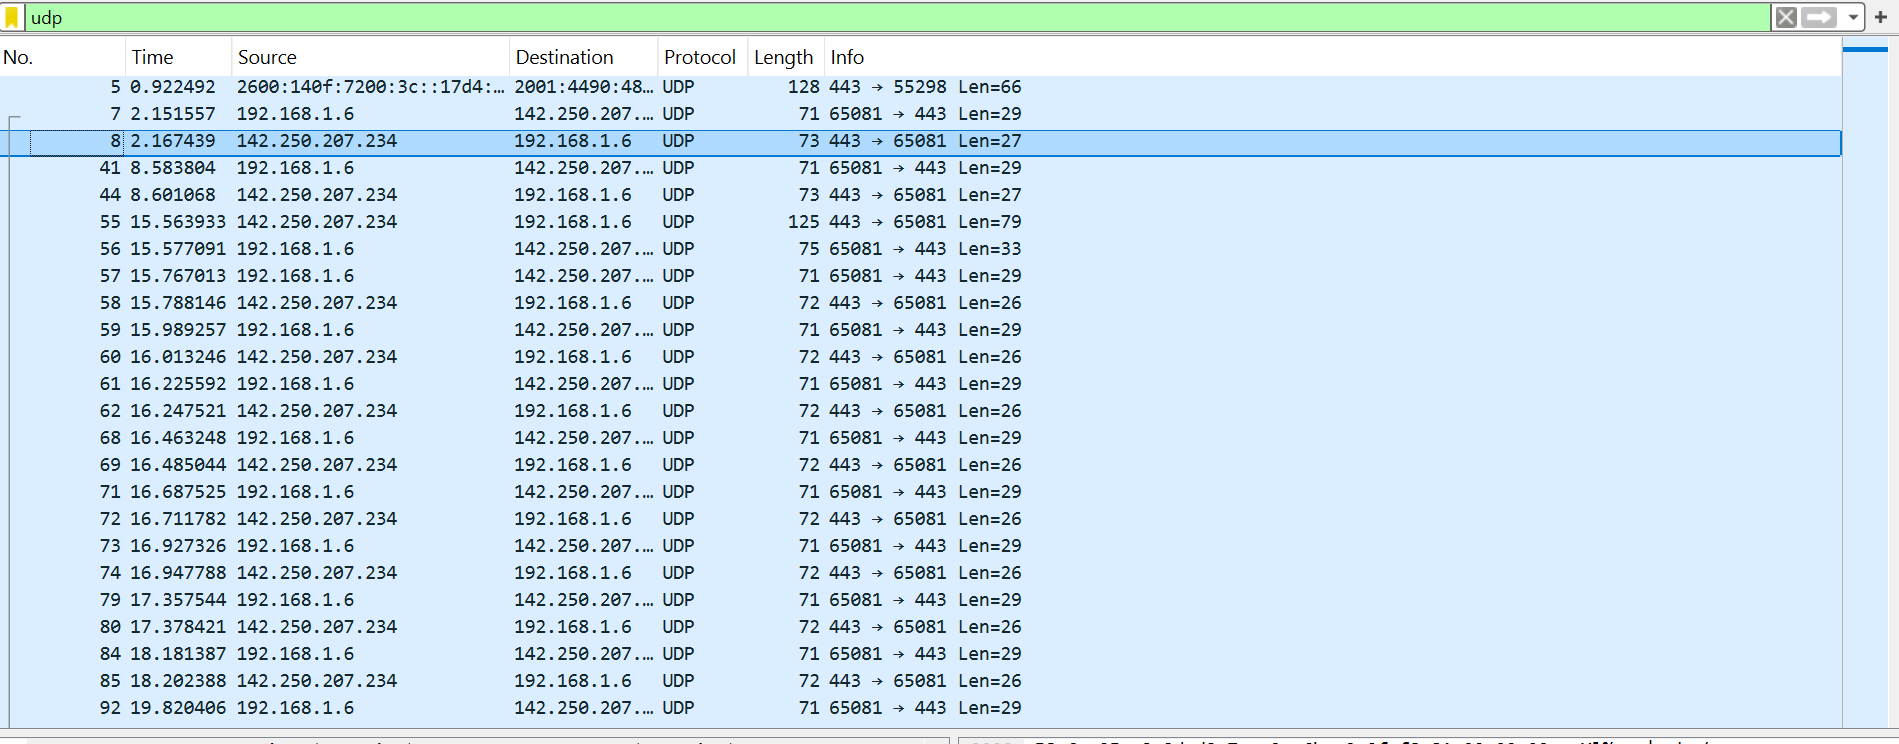 udp
No. Time Source Destination Protocol Length Info
5 0.922492 2600:140f:7200:3c::17d4:… 2001:4490:48… UDP 128 443 → 55298 Len=66
7 2.151557 192.168.1.6 142.250.207.… UDP 71 65081 → 443 Len=29
8 2.167439 142.250.207.234 192.168.1.6 UDP 73 443 → 65081 Len=27
41 8.583804 192.168.1.6 142.250.207.… UDP 71 65081 → 443 Len=29
44 8.601068 142.250.207.234 192.168.1.6 UDP 73 443 → 65081 Len=27
55 15.563933 142.250.207.234 192.168.1.6 UDP 125 443 → 65081 Len=79
56 15.577091 192.168.1.6 142.250.207.… UDP 75 65081 → 443 Len=33
57 15.767013 192.168.1.6 142.250.207.… UDP 71 65081 → 443 Len=29
58 15.788146 142.250.207.234 192.168.1.6 UDP 72 443 → 65081 Len=26
59 15.989257 192.168.1.6 142.250.207.… UDP 71 65081 → 443 Len=29
60 16.013246 142.250.207.234 192.168.1.6 UDP 72 443 → 65081 Len=26
61 16.225592 192.168.1.6 142.250.207.… UDP 71 65081 → 443 Len=29
62 16.247521 142.250.207.234 192.168.1.6 UDP 72 443 → 65081 Len=26
68 16.463248 192.168.1.6 142.250.207.… UDP 71 65081 → 443 Len=29
69 16.485044 142.250.207.234 192.168.1.6 UDP 72 443 → 65081 Len=26
71 16.687525 192.168.1.6 142.250.207.… UDP 71 65081 → 443 Len=29
72 16.711782 142.250.207.234 192.168.1.6 UDP 72 443 → 65081 Len=26
73 16.927326 192.168.1.6 142.250.207.… UDP 71 65081 → 443 Len=29
74 16.947788 142.250.207.234 192.168.1.6 UDP 72 443 → 65081 Len=26
79 17.357544 192.168.1.6 142.250.207.… UDP 71 65081 → 443 Len=29
80 17.378421 142.250.207.234 192.168.1.6 UDP 72 443 → 65081 Len=26
84 18.181387 192.168.1.6 142.250.207.… UDP 71 65081 → 443 Len=29
85 18.202388 142.250.207.234 192.168.1.6 UDP 72 443 → 65081 Len=26
92 19.820406 192.168.1.6 142.250.207.… UDP 71 65081 → 443 Len=29